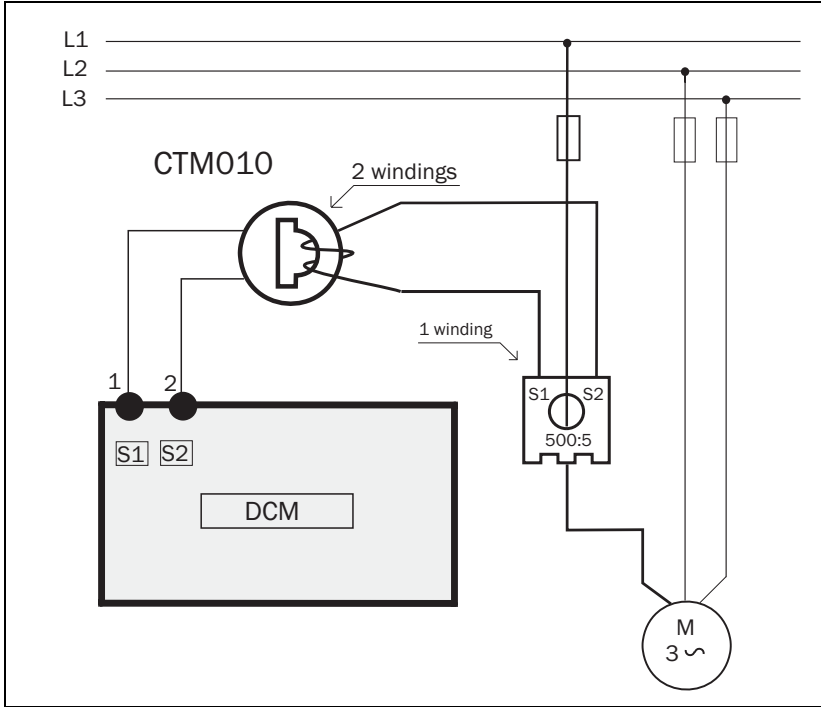 L1
L2
L3
CTM010
2 windings
1 winding
1 2
S1 S2
S1 S2
500:5
DCM
M
3 ∿